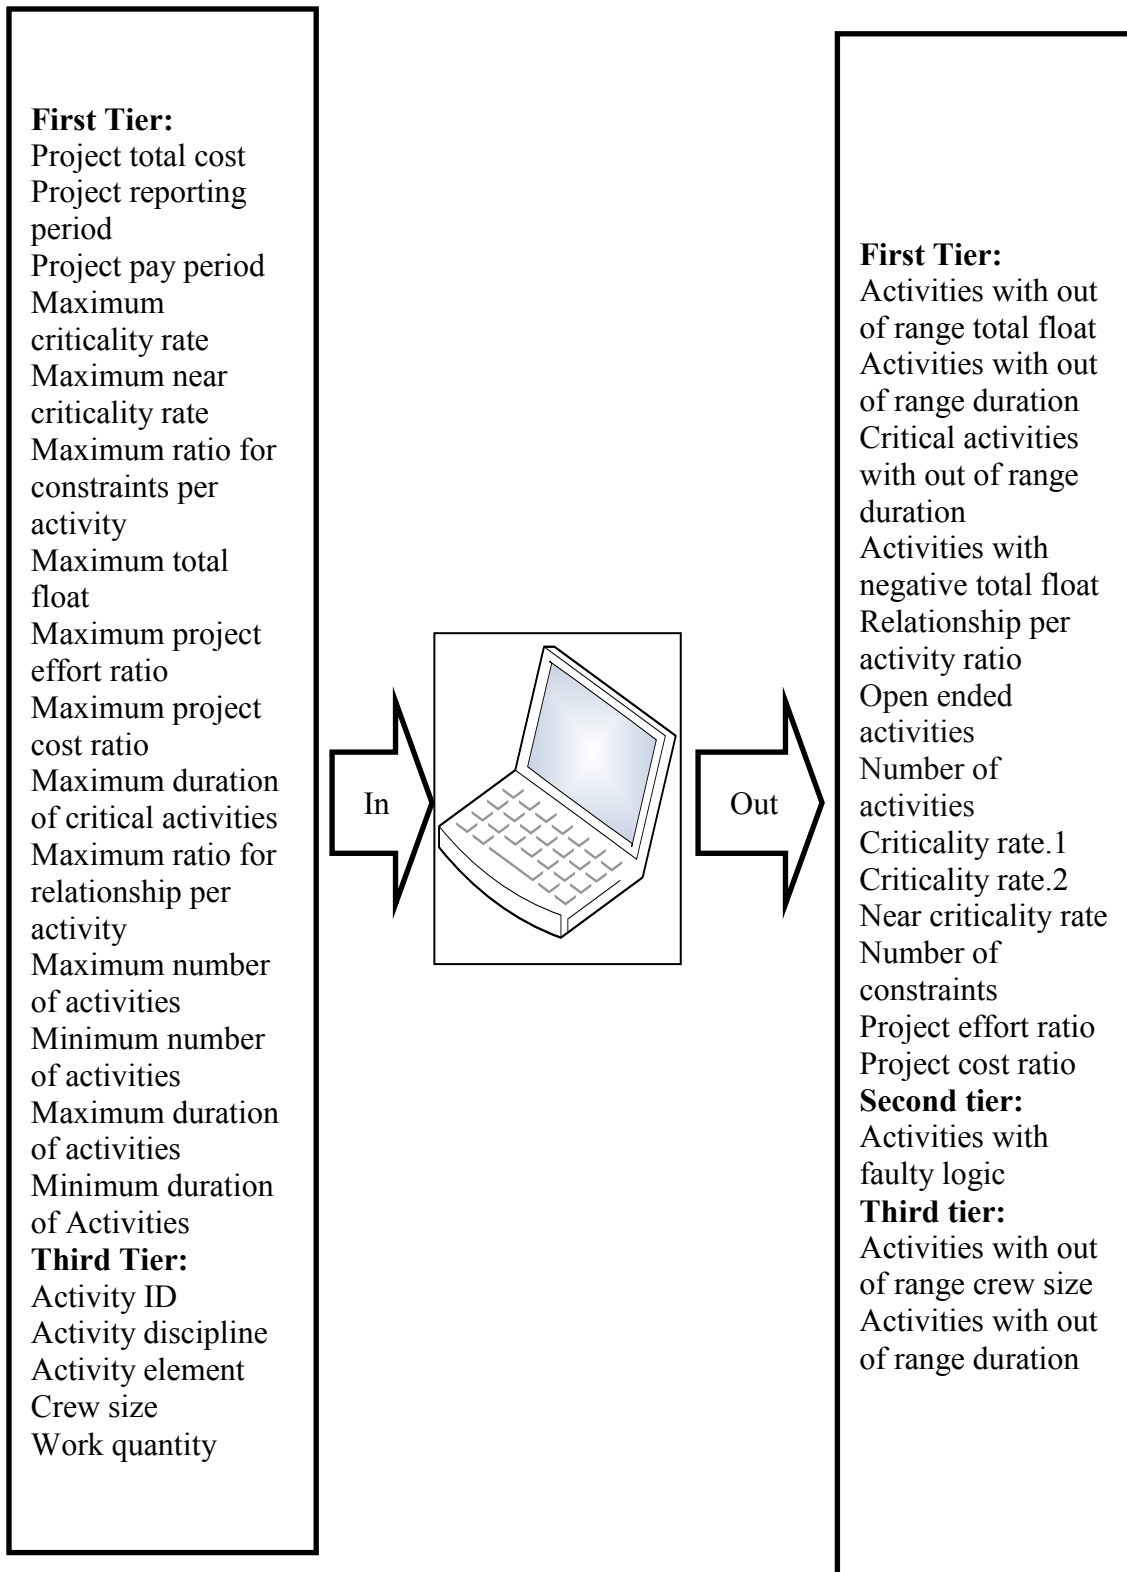 First Tier:
Project total cost
Project reporting
period
Project pay period
Maximum
criticality rate
Maximum near
criticality rate
Maximum ratio for
constraints per
activity
Maximum total
float
Maximum project
effort ratio
Maximum project
cost ratio
Maximum duration
of critical activities
Maximum ratio for
relationship per
activity
Maximum number
of activities
Minimum number
of activities
Maximum duration
of activities
Minimum duration
of Activities
Third Tier:
Activity ID
Activity discipline
Activity element
Crew size
Work quantity
In
Out
First Tier:
Activities with out
of range total float
Activities with out
of range duration
Critical activities
with out of range
duration
Activities with
negative total float
Relationship per
activity ratio
Open ended
activities
Number of
activities
Criticality rate.1
Criticality rate.2
Near criticality rate
Number of
constraints
Project effort ratio
Project cost ratio
Second tier:
Activities with
faulty logic
Third tier:
Activities with out
of range crew size
Activities with out
of range duration